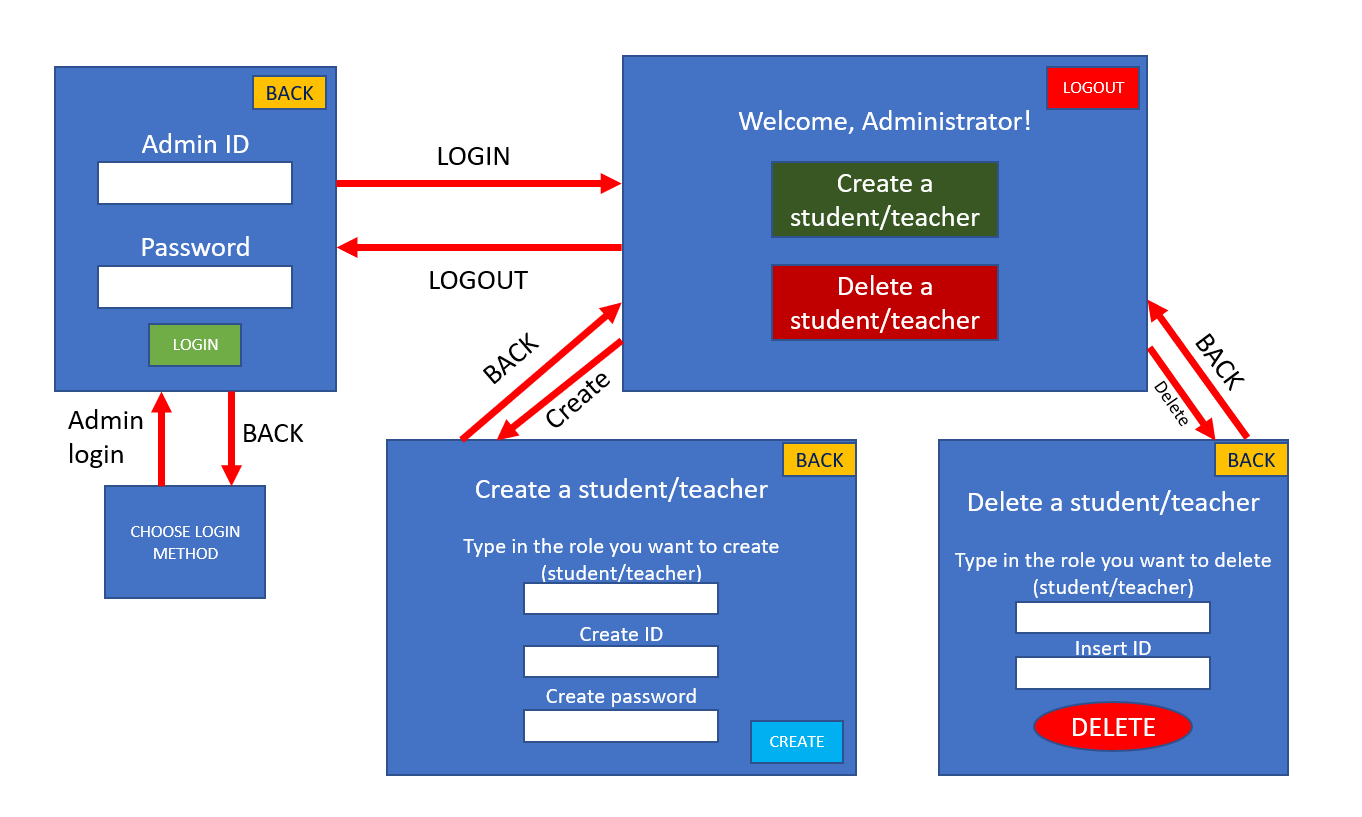 BACK
Admin ID
Password
LOGIN
LOGIN
LOGOUT
LOGOUT
Welcome, Administrator!
Create a
student/teacher
Delete a
student/teacher
Admin
login
BACK
CHOOSE LOGIN
METHOD
BACK
Create
Delete
BACK
BACK
Create a student/teacher
Type in the role you want to create
(student/teacher)
Create ID
Create password
CREATE
BACK
Delete a student/teacher
Type in the role you want to delete
(student/teacher)
Insert ID
DELETE